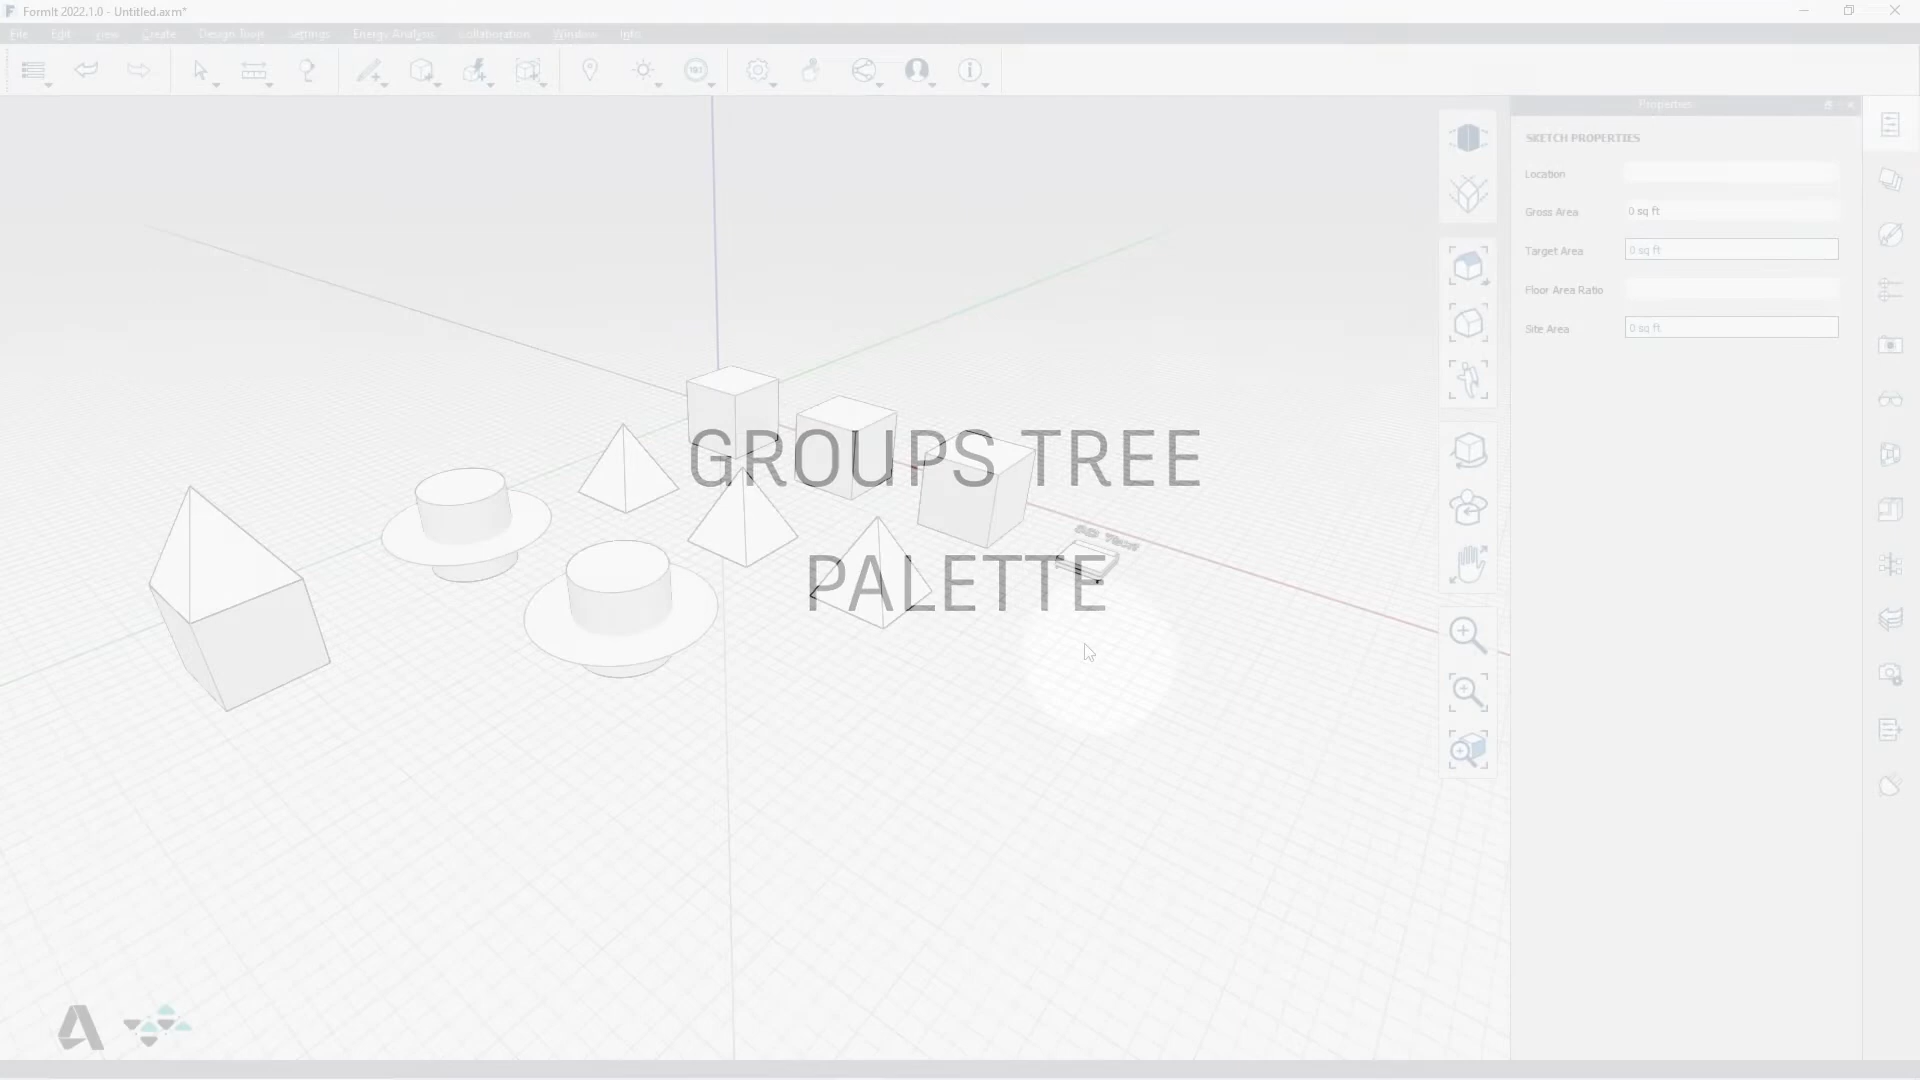 FormIt 2022.1.0 - Untitled.axm*
File Edit View Create Design Tools Settings Energy Analysis Collaboration Window Info
Properties
SKETCH PROPERTIES
Location
Gross Area 0 sq ft
Target Area 0 sq ft
Floor Area Ratio
Site Area 0 sq ft
GROUPS TREE
PALETTE